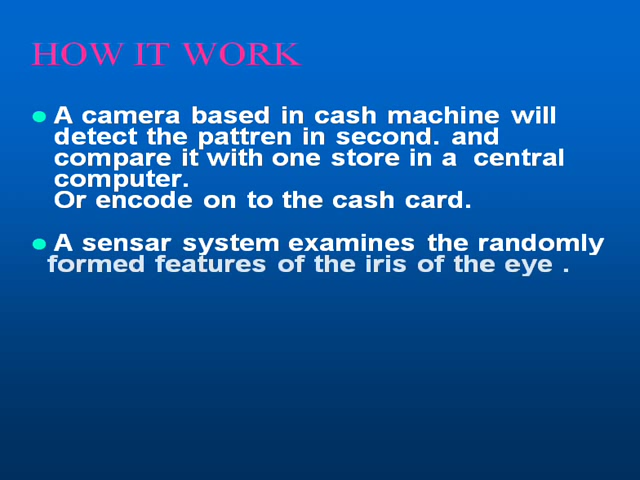 HOW IT WORK
A camera based in cash machine will
detect the pattren in second. and
compare it with one store in a central
computer.
Or encode on to the cash card.
A sensar system examines the randomly
formed features of the iris of the eye .